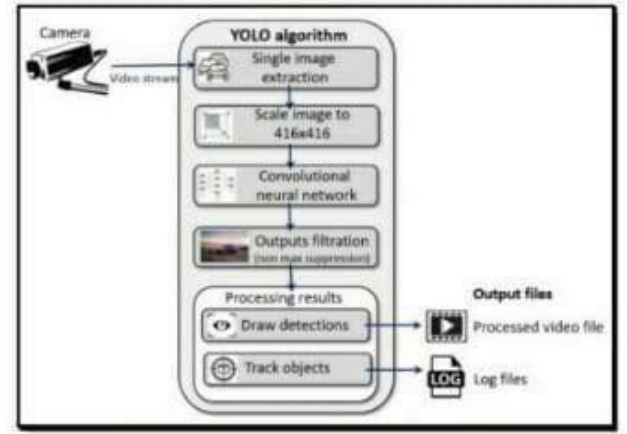 Camera
Video stream
YOLO algorithm
Single image
extraction
Scale image to
416x416
Convolutional
neural network
Outputs filtration
(non max suppression)
Processing results
Draw detections
Track objects
Output files
Processed video file
LOG
Log files